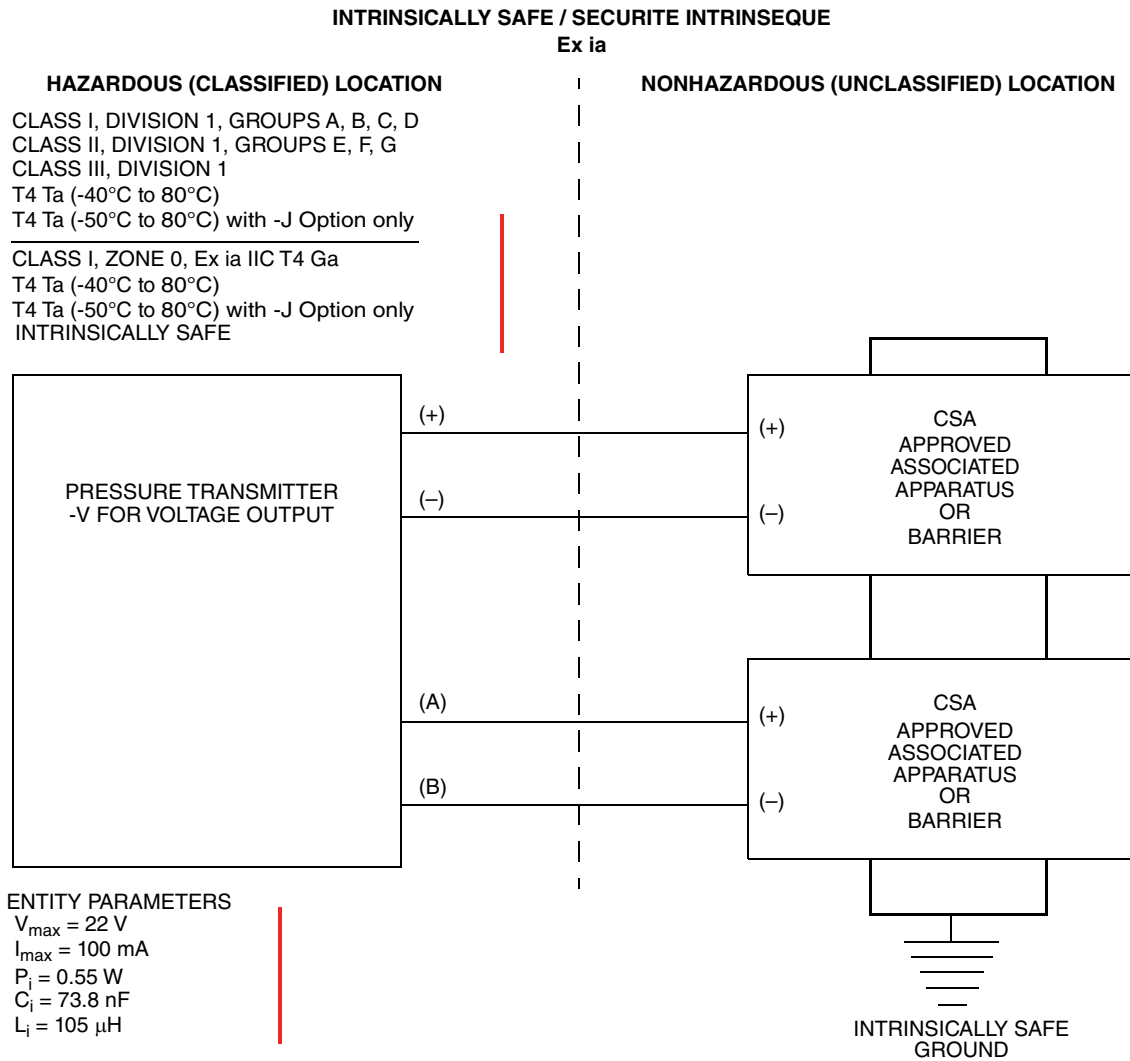 INTRINSICALLY SAFE / SECURITE INTRINSEQUE
Ex ia
HAZARDOUS (CLASSIFIED) LOCATION
NONHAZARDOUS (UNCLASSIFIED) LOCATION
CLASS I, DIVISION 1, GROUPS A, B, C, D
CLASS II, DIVISION 1, GROUPS E, F, G
CLASS III, DIVISION 1
T4 Ta (-40°C to 80°C)
T4 Ta (-50°C to 80°C) with -J Option only
CLASS I, ZONE 0, Ex ia IIC T4 Ga
T4 Ta (-40°C to 80°C)
T4 Ta (-50°C to 80°C) with -J Option only
INTRINSICALLY SAFE
PRESSURE TRANSMITTER
-V FOR VOLTAGE OUTPUT
(+)
(–)
(A)
(B)
(+)
(–)
CSA
APPROVED
ASSOCIATED
APPARATUS
OR
BARRIER
(+)
(–)
CSA
APPROVED
ASSOCIATED
APPARATUS
OR
BARRIER
ENTITY PARAMETERS
Vmax = 22 V
Imax = 100 mA
Pi = 0.55 W
Ci = 73.8 nF
Li = 105 μH
INTRINSICALLY SAFE
GROUND